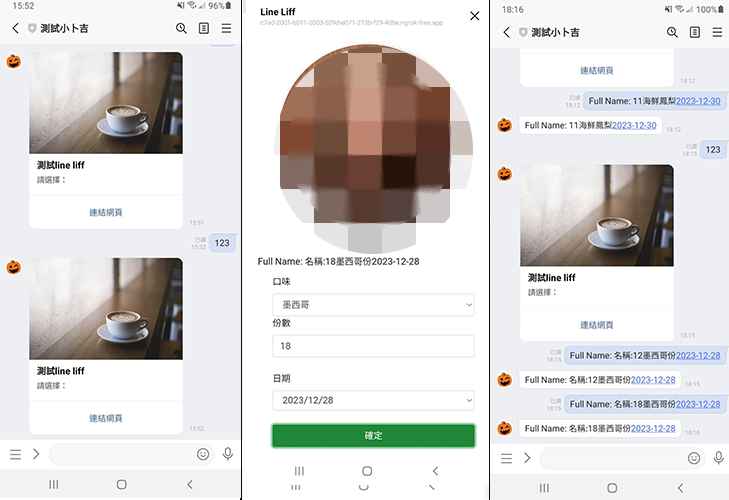 15:52
96%
測試小卜吉
測試line liff
請選擇：
連結網頁
15:51
已讀
15:52
123
測試line liff
請選擇：
連結網頁
15:52
Line Liff
c7ad-2001-b011-2003-529d-e071-213b-f29-4d6e.ngrok-free.app
Full Name: 名稱:18墨西哥份2023-12-28
口味
墨西哥
份數
18
日期
2023/12/28
確定
18:16
100%
測試小卜吉
連結網頁
18:12
已讀
18:12
Full Name: 11海鮮鳳梨2023-12-30
Full Name: 11海鮮鳳梨2023-12-30
18:12
已讀
18:15
123
測試line liff
請選擇：
連結網頁
18:15
已讀
18:15
Full Name: 名稱:12墨西哥份2023-12-28
Full Name: 名稱:12墨西哥份2023-12-28
18:15
已讀
18:16
Full Name: 名稱:18墨西哥份2023-12-28
Full Name: 名稱:18墨西哥份2023-12-28
18:16